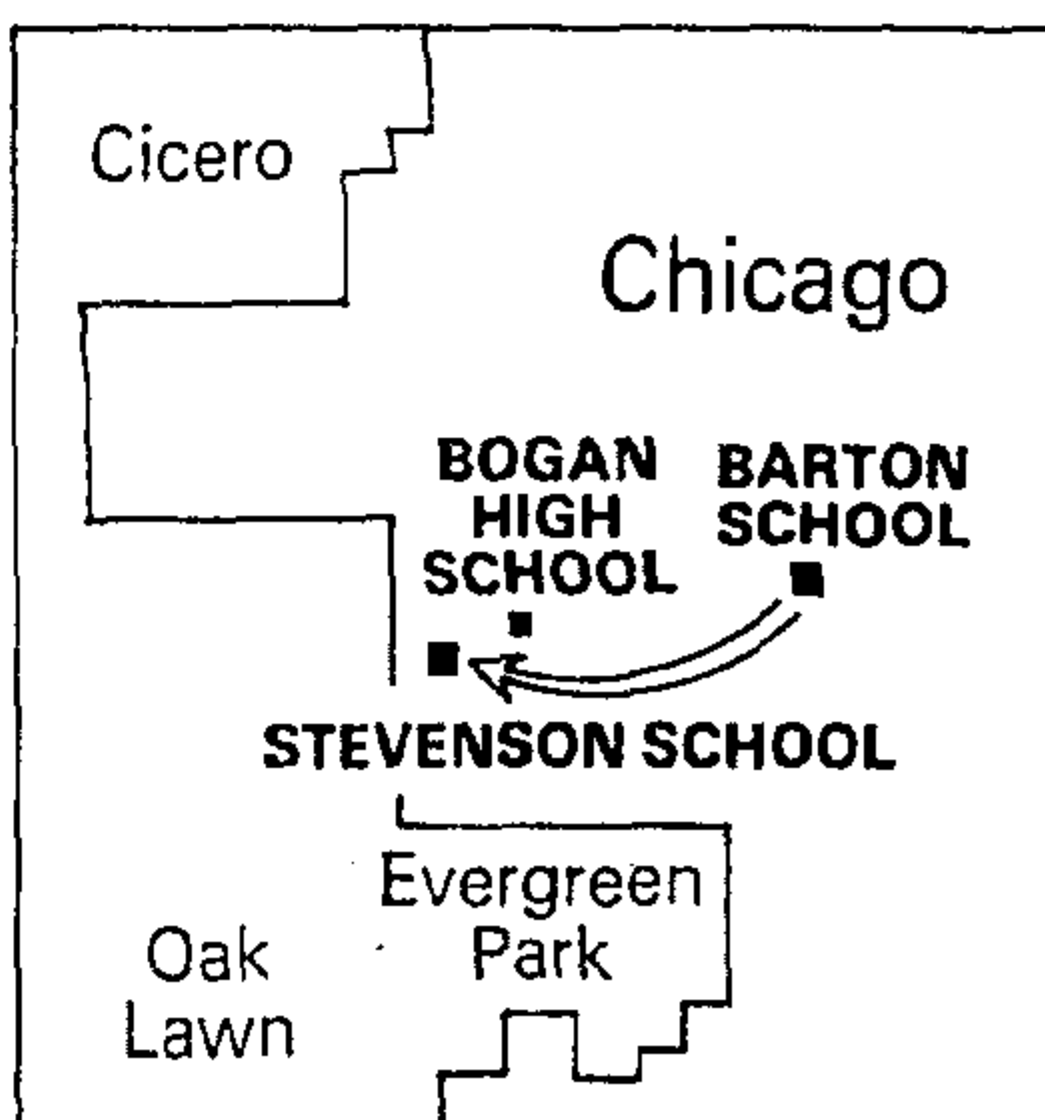 Cicero
Chicago
BOGAN
HIGH
SCHOOL
BARTON
SCHOOL
STEVENSON SCHOOL
Evergreen
Park
Oak
Lawn